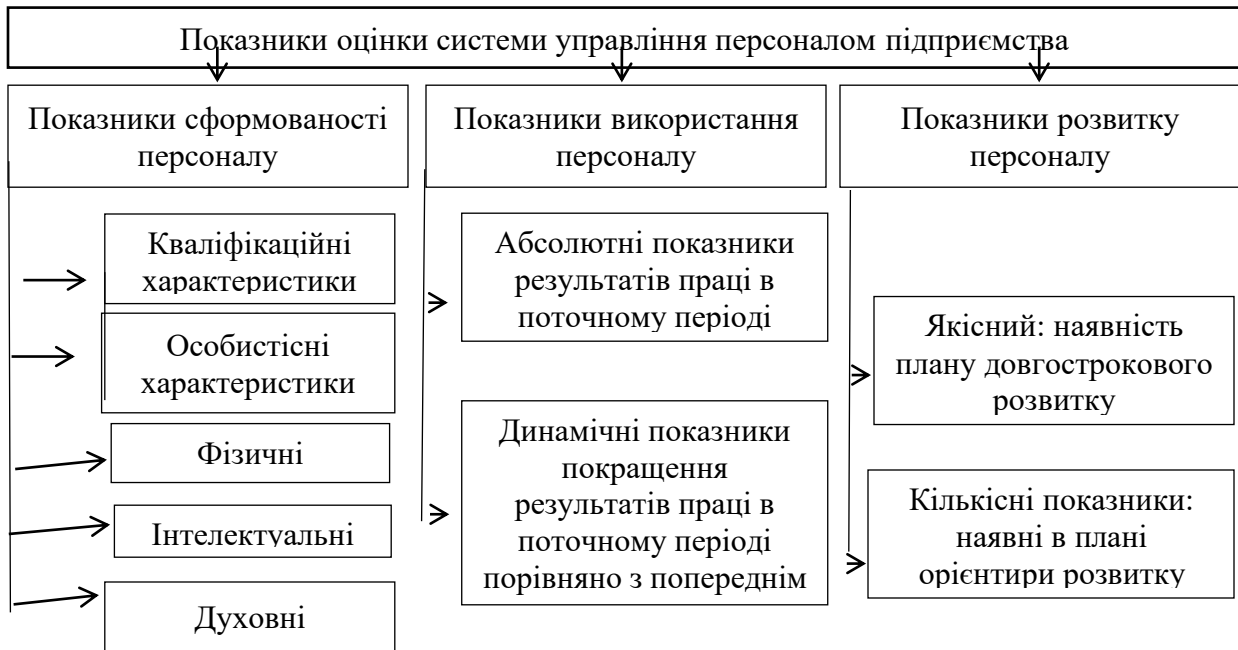 Показники оцінки системи управління персоналом підприємства
Показники сформованості
персоналу
Кваліфікаційні
характеристики
Особистісні
характеристики
Фізичні
Інтелектуальні
Духовні
Показники використання
персоналу
Абсолютні показники
результатів праці в
поточному періоді
Динамічні показники
покращення
результатів праці в
поточному періоді
порівняно з попереднім
Показники розвитку
персоналу
Якісний: наявність
плану довгострокового
розвитку
Кількісні показники:
наявні в плані
орієнтири розвитку